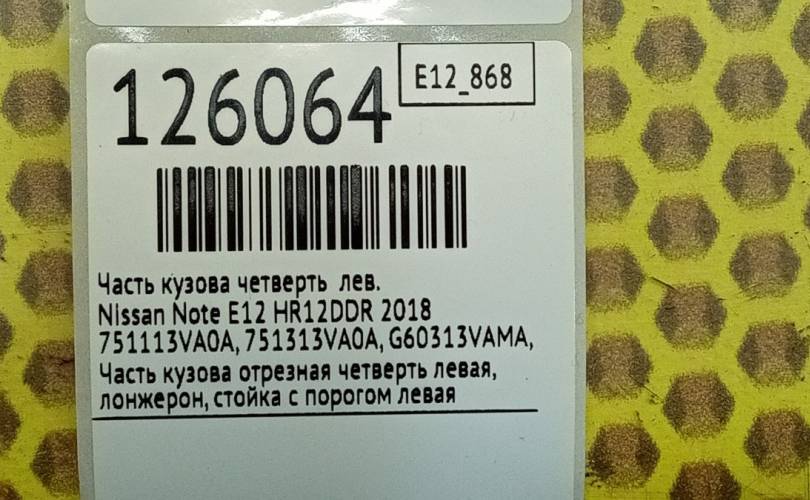 126064
E12_868
Часть кузова четверть лев.
Nissan Note E12 HR12DDR 2018
751113VA0A, 751313VA0A, G60313VAMA,
Часть кузова отрезная четверть левая,
лонжерон, стойка с порогом левая